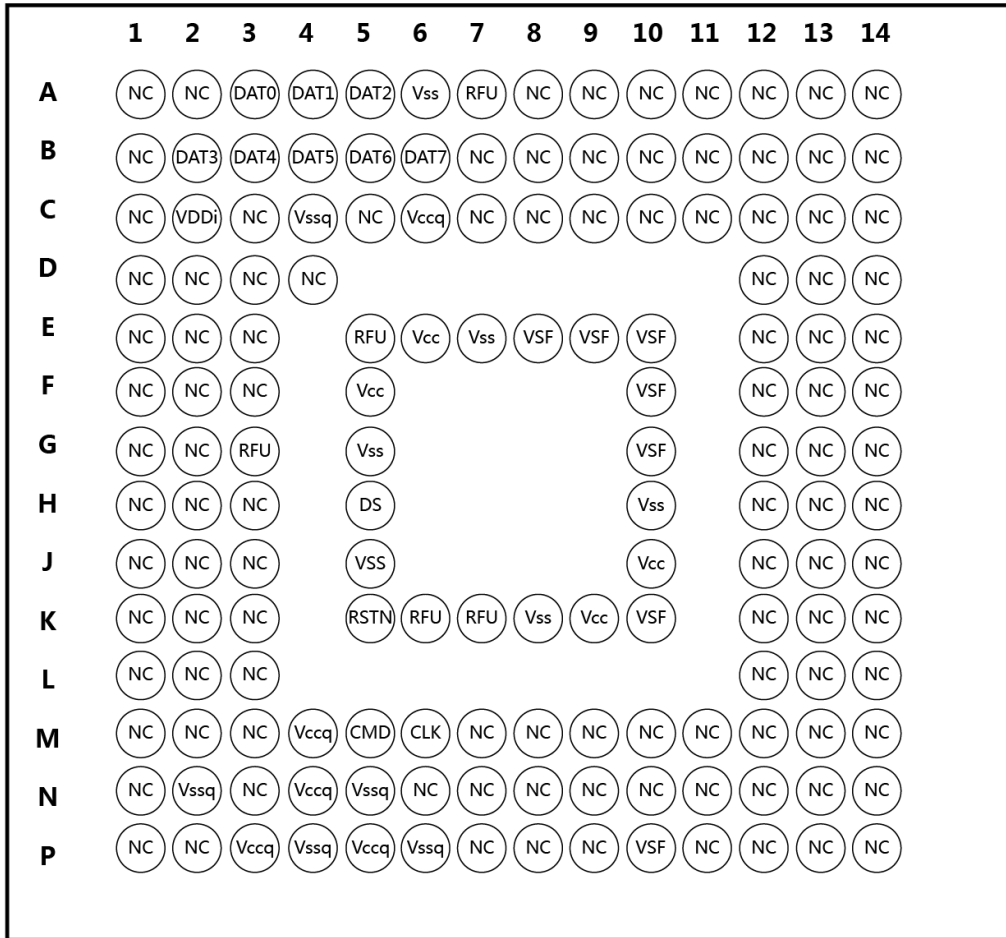 1 2 3 4 5 6 7 8 9 10 11 12 13 14
A NC NC DAT0 DAT1 DAT2 Vss RFU NC NC NC NC NC NC NC
B NC DAT3 DAT4 DAT5 DAT6 DAT7 NC NC NC NC NC NC NC NC
C NC VDDi NC Vssq NC Vccq NC NC NC NC NC NC NC NC
D NC NC NC NC NC NC NC
E NC NC NC RFU Vcc Vss VSF VSF VSF NC NC NC
F NC NC NC Vcc VSF NC NC NC
G NC NC RFU Vss VSF NC NC NC
H NC NC NC DS Vss NC NC NC
J NC NC NC VSS Vcc NC NC NC
K NC NC NC RSTN RFU RFU Vss Vcc VSF NC NC NC
L NC NC NC NC NC NC
M NC NC NC Vccq CMD CLK NC NC NC NC NC NC NC NC
N NC Vssq NC Vccq Vssq NC NC NC NC NC NC NC NC NC
P NC NC Vccq Vssq Vccq Vssq NC NC NC VSF NC NC NC NC